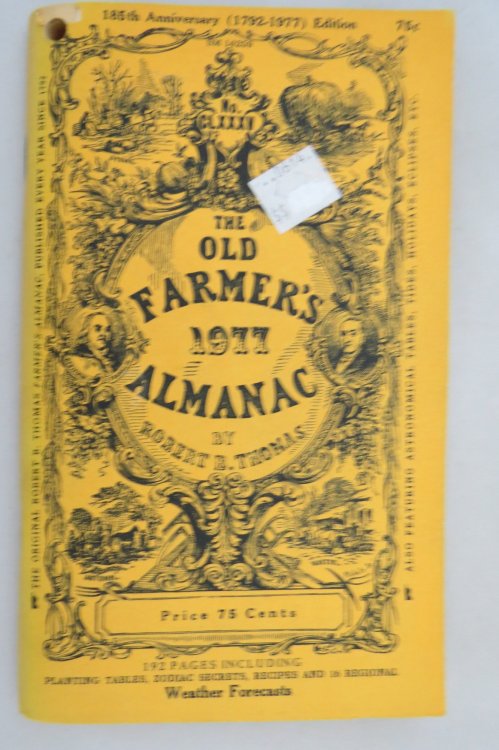 185th Anniversary (1792-1977) Edition 75¢
No.
CLXXXV
THE
OLD
FARMER'S
1977
ALMANAC
BY
ROBERT B. THOMAS
Price 75 Cents
192 PAGES INCLUDING
PLANTING TABLES, ZODIAC SECRETS, RECIPES AND 16 REGIONAL
Weather Forecasts
THE ORIGINAL ROBERT B. THOMAS FARMER'S ALMANAC, PUBLISHED EVERY YEAR SINCE 1792
ALSO FEATURING ASTRONOMICAL TABLES, TIDES, HOLIDAYS, ECLIPSES, ETC.